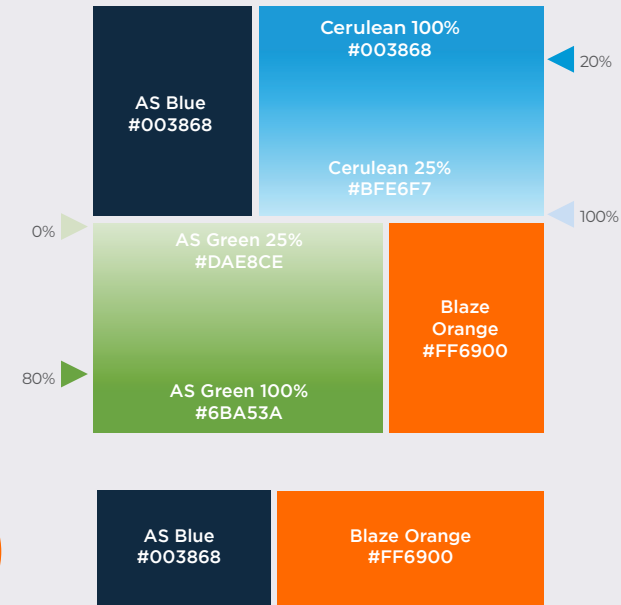 AS Blue
#003868
Cerulean 100%
#003868
20%
Cerulean 25%
#BFE6F7
100%
0%
AS Green 25%
#DAE8CE
80%
AS Green 100%
#6BA53A
Blaze
Orange
#FF6900
AS Blue
#003868
Blaze Orange
#FF6900